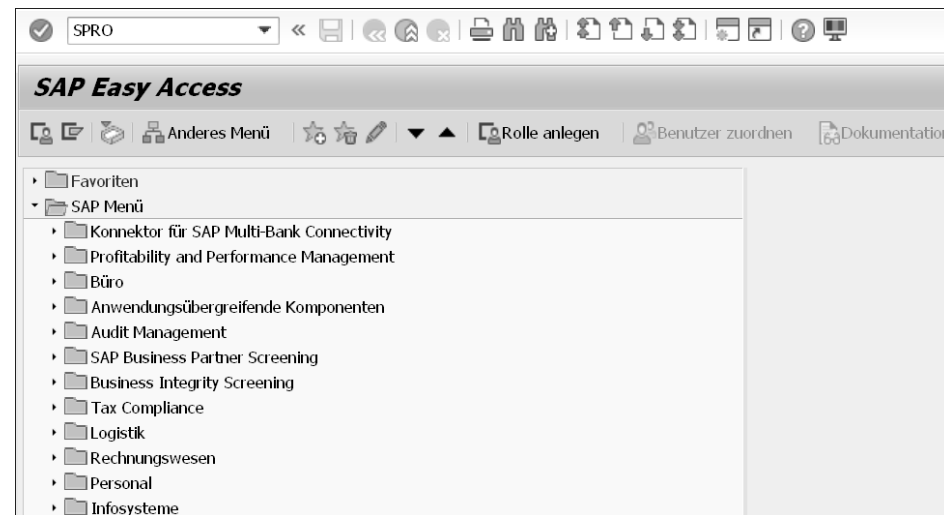 SPRO
SAP Easy Access
Anderes Menü Rolle anlegen Benutzer zuordnen Dokumentation
Favoriten
SAP Menü
Konnektor für SAP Multi-Bank Connectivity
Profitability and Performance Management
Büro
Anwendungsübergreifende Komponenten
Audit Management
SAP Business Partner Screening
Business Integrity Screening
Tax Compliance
Logistik
Rechnungswesen
Personal
Infosysteme